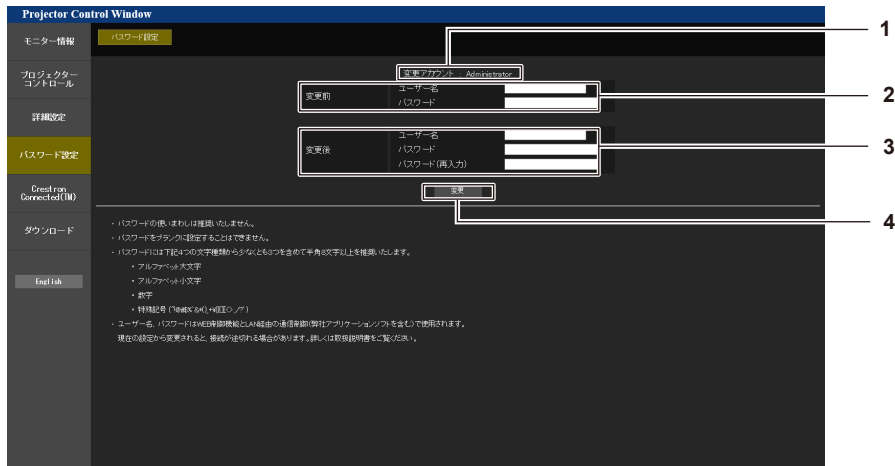 Projector Control Window
モニター情報
パスワード設定
1
変更アカウント : Administrator
プロジェクター
コントロール
変更前
ユーザー名
パスワード
2
詳細設定
変更後
ユーザー名
パスワード
パスワード(再入力)
3
パスワード設定
変更
4
Crestron
Connected(TM)
ダウンロード
English
・パスワードの使いまわしは推奨いたしません。
・パスワードをブランクに設定することはできません。
・パスワードには下記4つの文字種類から少なくとも3つを含めて半角8文字以上を推奨いたします。
・アルファベット大文字
・アルファベット小文字
・数字
・特殊記号
・ユーザー名、パスワードはWEB制御機能とLAN経由の通信制御(弊社アプリケーションソフトを含む)で使用されます。
現在の設定から変更されると、接続が途切れる場合があります。詳しくは取扱説明書をご覧ください。